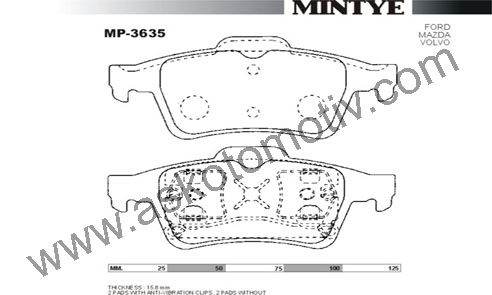 MINTYE
MP-3635
FORD
MAZDA
VOLVO
www.askotomotiv.com
MM. 25 50 75 100 125
THICKNESS : 15.8 mm
2 PADS WITH ANTI-VIBRATION CLIPS, 2 PADS WITHOUT